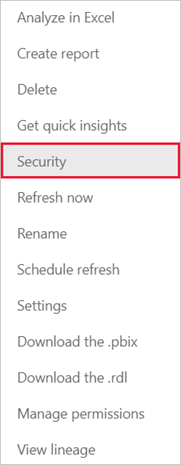 Analyze in Excel
Create report
Delete
Get quick insights
Security
Refresh now
Rename
Schedule refresh
Settings
Download the .pbix
Download the .rdl
Manage permissions
View lineage